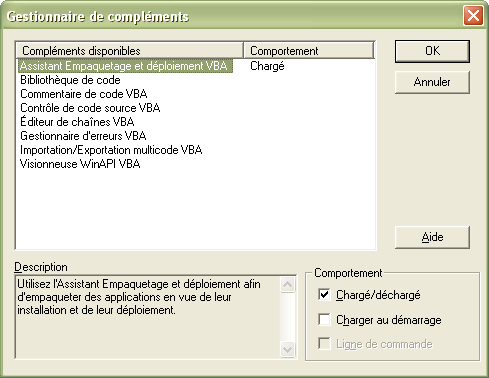 Gestionnaire de compléments
Compléments disponibles Comportement
Assistant Empaquetage et déploiement VBA Chargé
Bibliothèque de code
Commentaire de code VBA
Contrôle de code source VBA
Éditeur de chaînes VBA
Gestionnaire d'erreurs VBA
Importation/Exportation multicode VBA
Visionneuse WinAPI VBA
OK
Annuler
Aide
Description
Utilisez l'Assistant Empaquetage et déploiement afin
d'empaqueter des applications en vue de leur
installation et de leur déploiement.
Comportement
Chargé/déchargé
Charger au démarrage
Ligne de commande